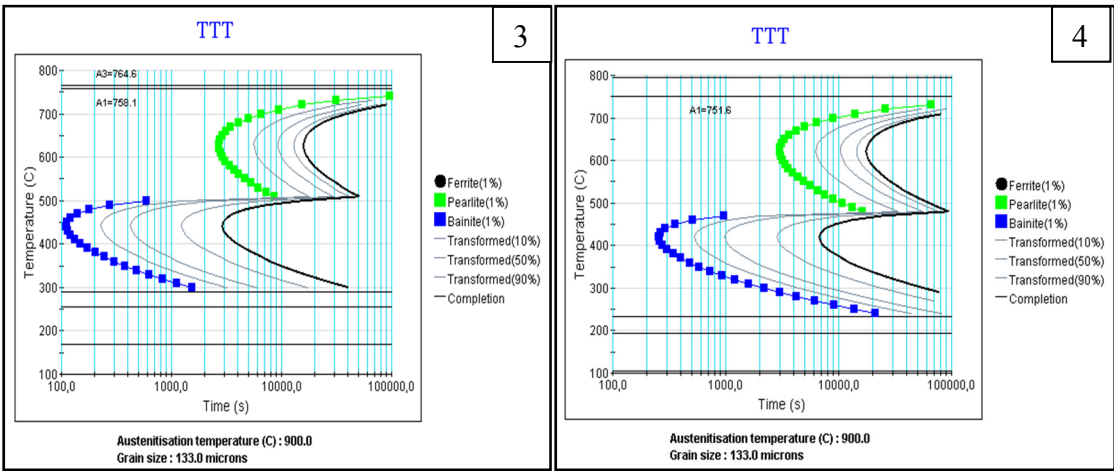 TTT
3
A3=764.6
A1=758.1
800
700
600
500
400
300
200
100
Temperature (C)
100,0
1000,0
10000,0
100000,0
Time (s)
Ferrite(1%)
Pearlite(1%)
Bainite(1%)
Transformed(10%)
Transformed(50%)
Transformed(90%)
Completion
Austenitisation temperature (C) : 900.0
Grain size : 133.0 microns
TTT
4
A1=751.6
800
700
600
500
400
300
200
100
Temperature (C)
100,0
1000,0
10000,0
100000,0
Time (s)
Ferrite(1%)
Pearlite(1%)
Bainite(1%)
Transformed(10%)
Transformed(50%)
Transformed(90%)
Completion
Austenitisation temperature (C) : 900.0
Grain size : 133.0 microns